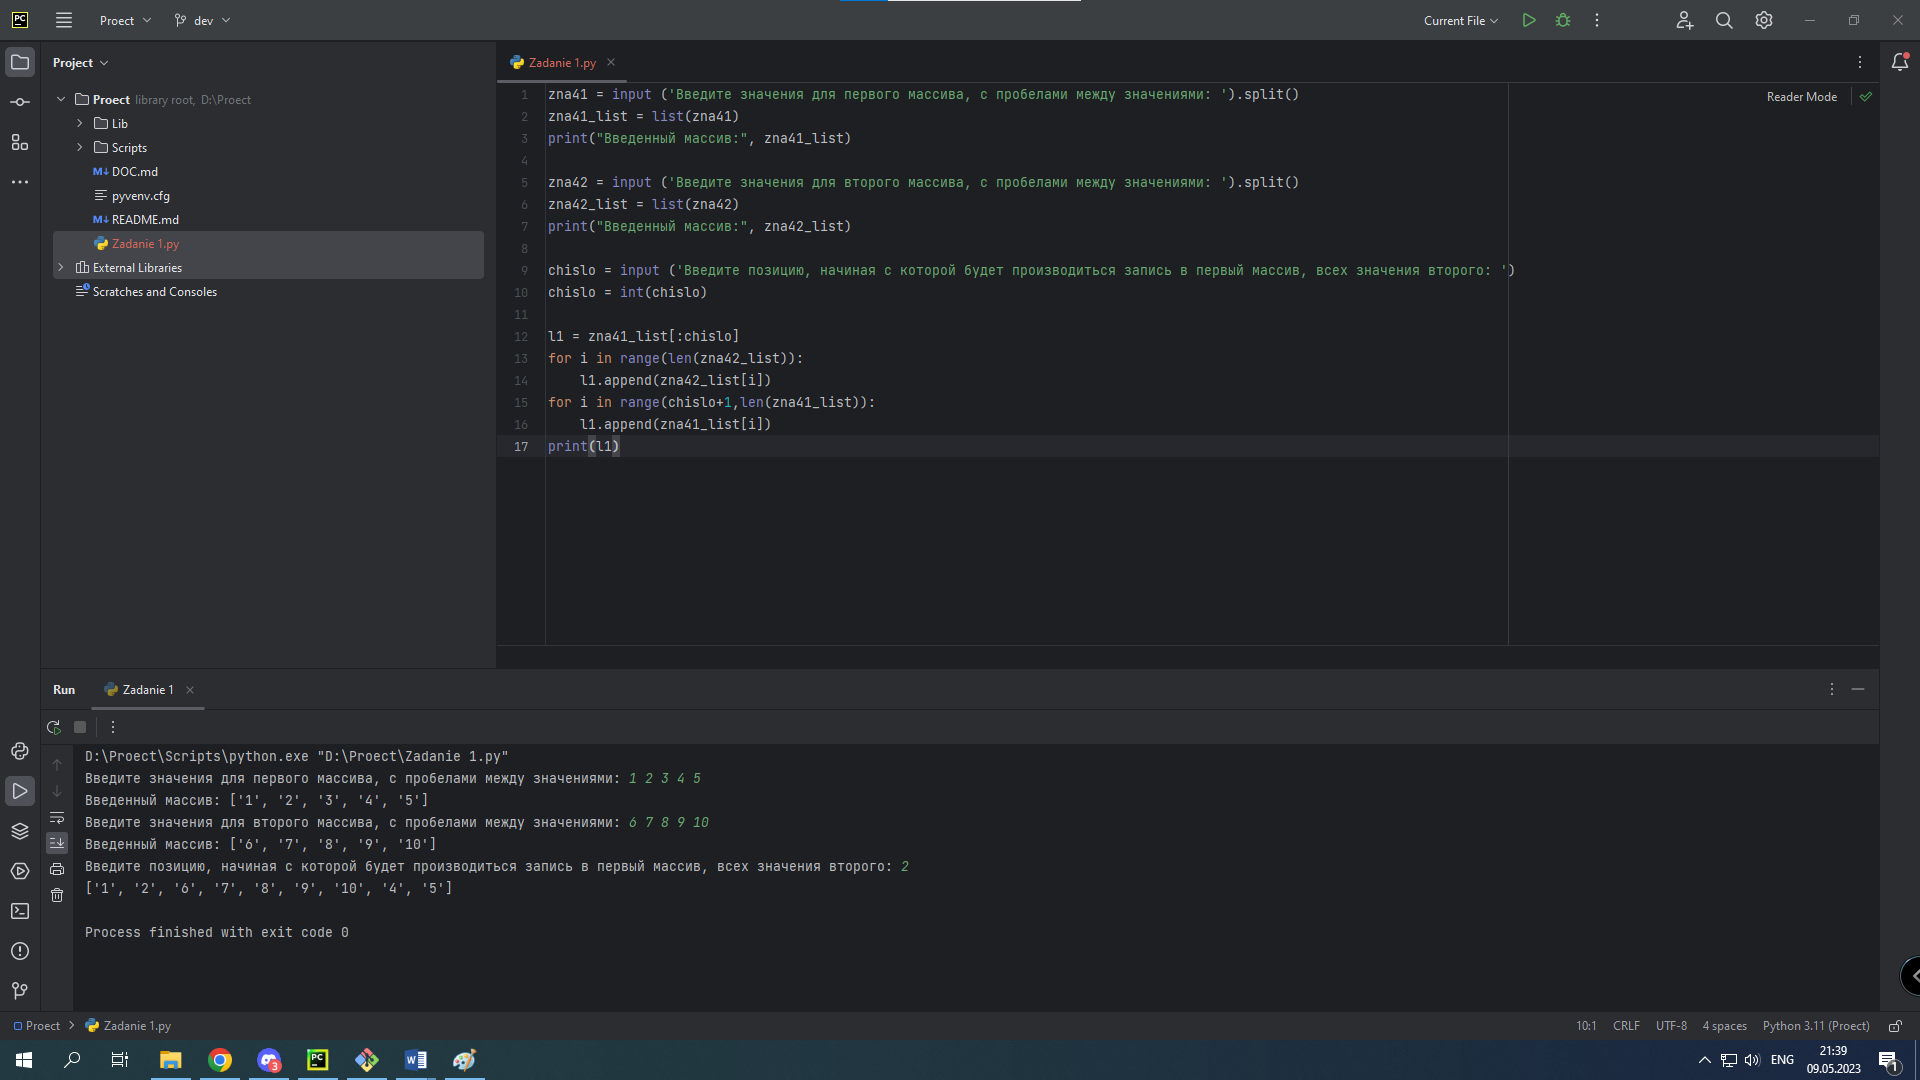 Proect
dev
Current File
Project
Proect library root, D:\Proect
Lib
Scripts
M↓ DOC.md
pyvenv.cfg
M↓ README.md
Zadanie 1.py
External Libraries
Scratches and Consoles
Zadanie 1.py
Reader Mode
1 zna41 = input ('Введите значения для первого массива, с пробелами между значениями: ').split()
2 zna41_list = list(zna41)
3 print("Введенный массив:", zna41_list)
4
5 zna42 = input ('Введите значения для второго массива, с пробелами между значениями: ').split()
6 zna42_list = list(zna42)
7 print("Введенный массив:", zna42_list)
8
9 chislo = input ('Введите позицию, начиная с которой будет производиться запись в первый массив, всех значения второго: ')
10 chislo = int(chislo)
11
12 l1 = zna41_list[:chislo]
13 for i in range(len(zna42_list)):
14 l1.append(zna42_list[i])
15 for i in range(chislo+1,len(zna41_list)):
16 l1.append(zna41_list[i])
17 print(l1)
Run
Zadanie 1
D:\Proect\Scripts\python.exe "D:\Proect\Zadanie 1.py"
Введите значения для первого массива, с пробелами между значениями: 1 2 3 4 5
Введенный массив: ['1', '2', '3', '4', '5']
Введите значения для второго массива, с пробелами между значениями: 6 7 8 9 10
Введенный массив: ['6', '7', '8', '9', '10']
Введите позицию, начиная с которой будет производиться запись в первый массив, всех значения второго: 2
['1', '2', '6', '7', '8', '9', '10', '4', '5']
Process finished with exit code 0
Proect > Zadanie 1.py
10:1 CRLF UTF-8 4 spaces Python 3.11 (Proect)
ENG
21:39
09.05.2023